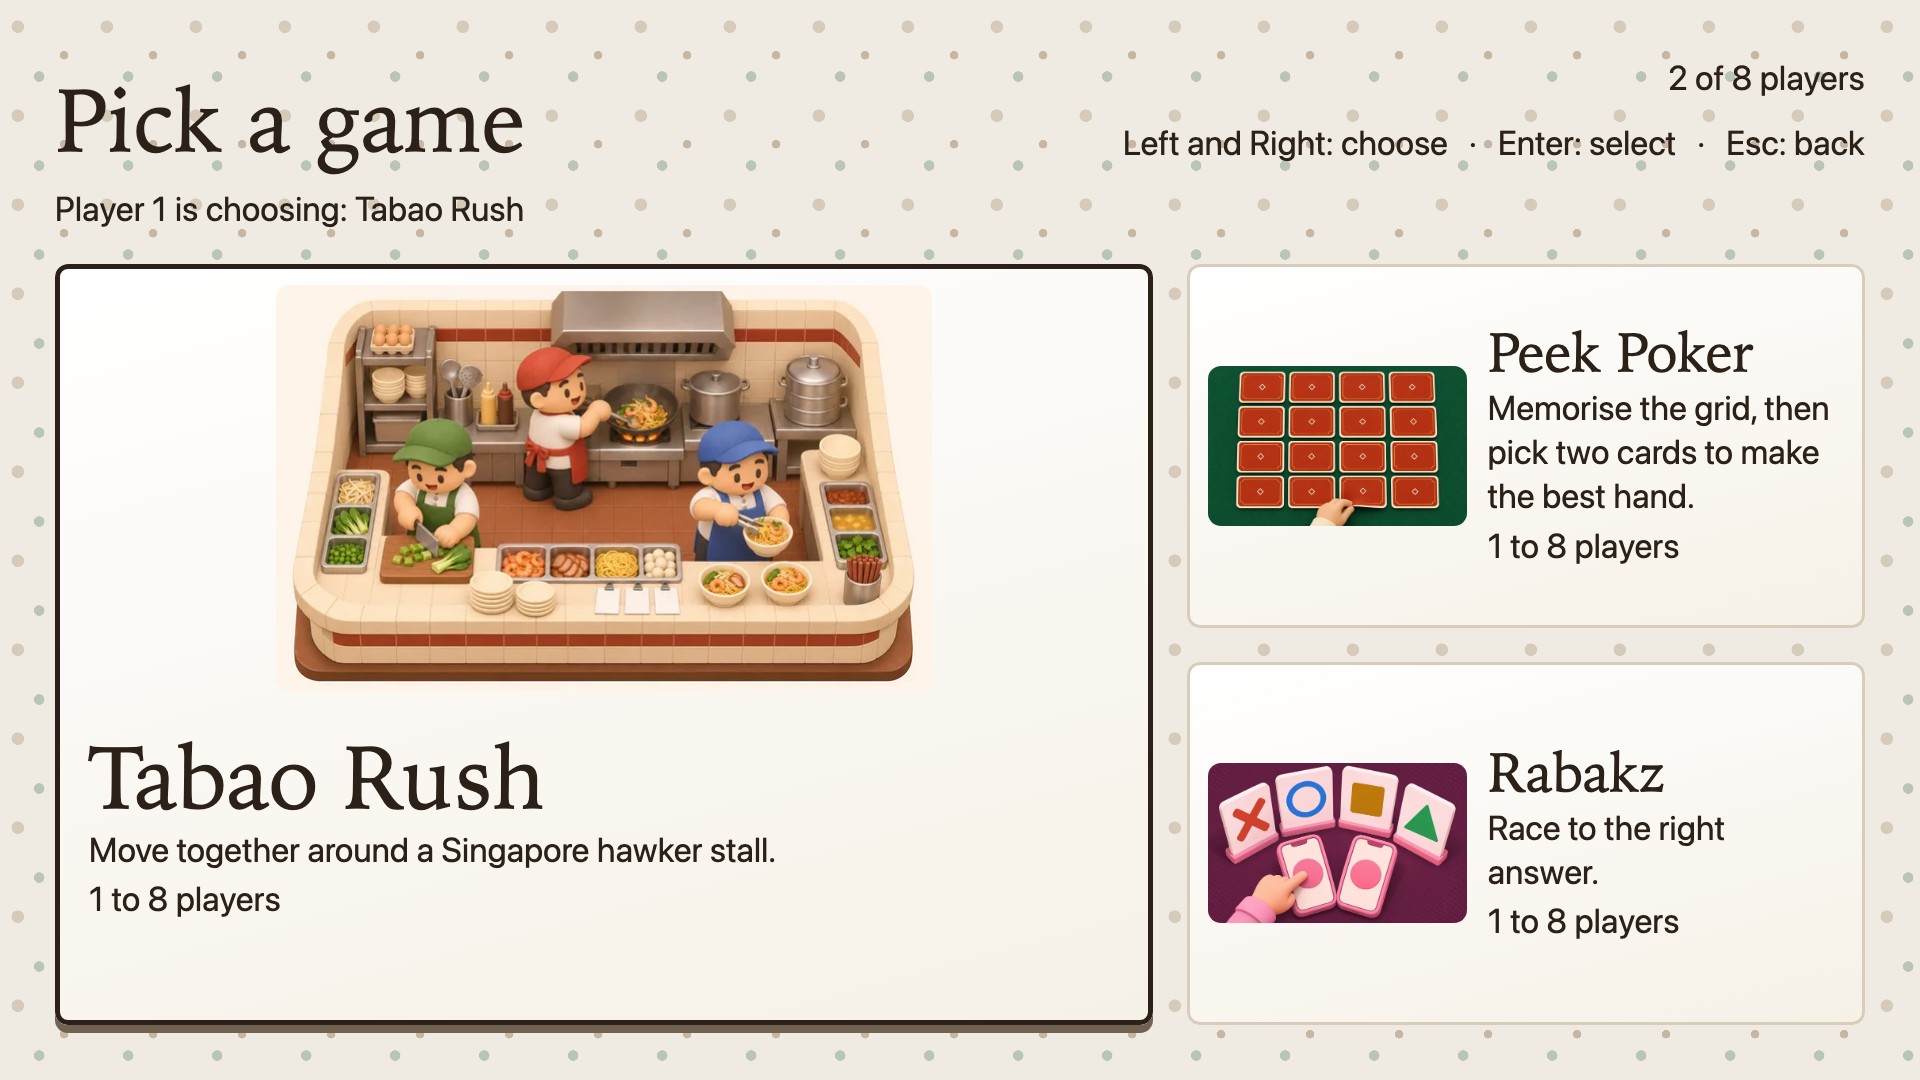 Pick a game
Player 1 is choosing: Tabao Rush
2 of 8 players
Left and Right: choose · Enter: select · Esc: back
Tabao Rush
Move together around a Singapore hawker stall.
1 to 8 players
Peek Poker
Memorise the grid, then
pick two cards to make
the best hand.
1 to 8 players
Rabakz
Race to the right
answer.
1 to 8 players